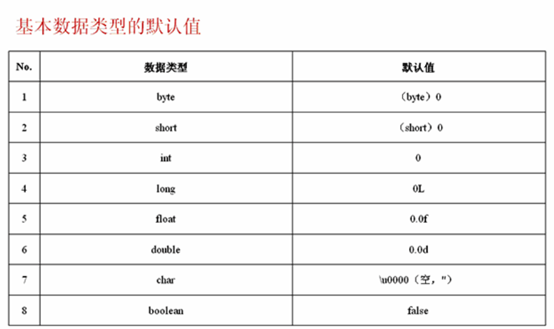 基本数据类型的默认值
No. 数据类型 默认值
1 byte （byte）0
2 short （short）0
3 int 0
4 long 0L
5 float 0.0f
6 double 0.0d
7 char \u0000（空，''）
8 boolean false